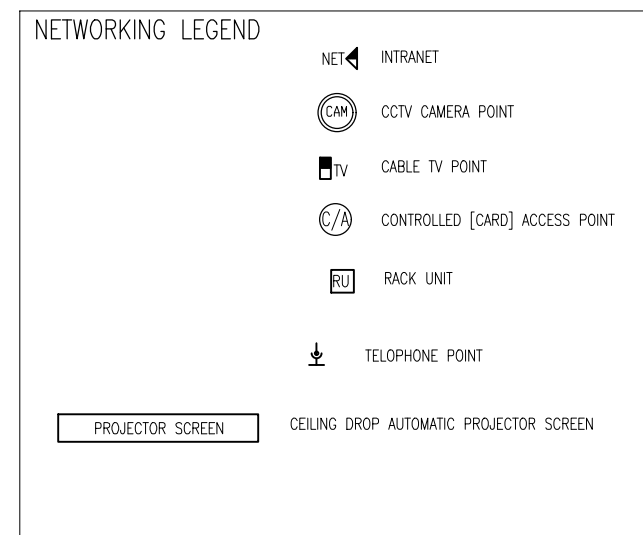 NETWORKING LEGEND
NET INTRANET
CAM CCTV CAMERA POINT
TV CABLE TV POINT
C/A CONTROLLED [CARD] ACCESS POINT
RU RACK UNIT
TELOPHONE POINT
PROJECTOR SCREEN CEILING DROP AUTOMATIC PROJECTOR SCREEN